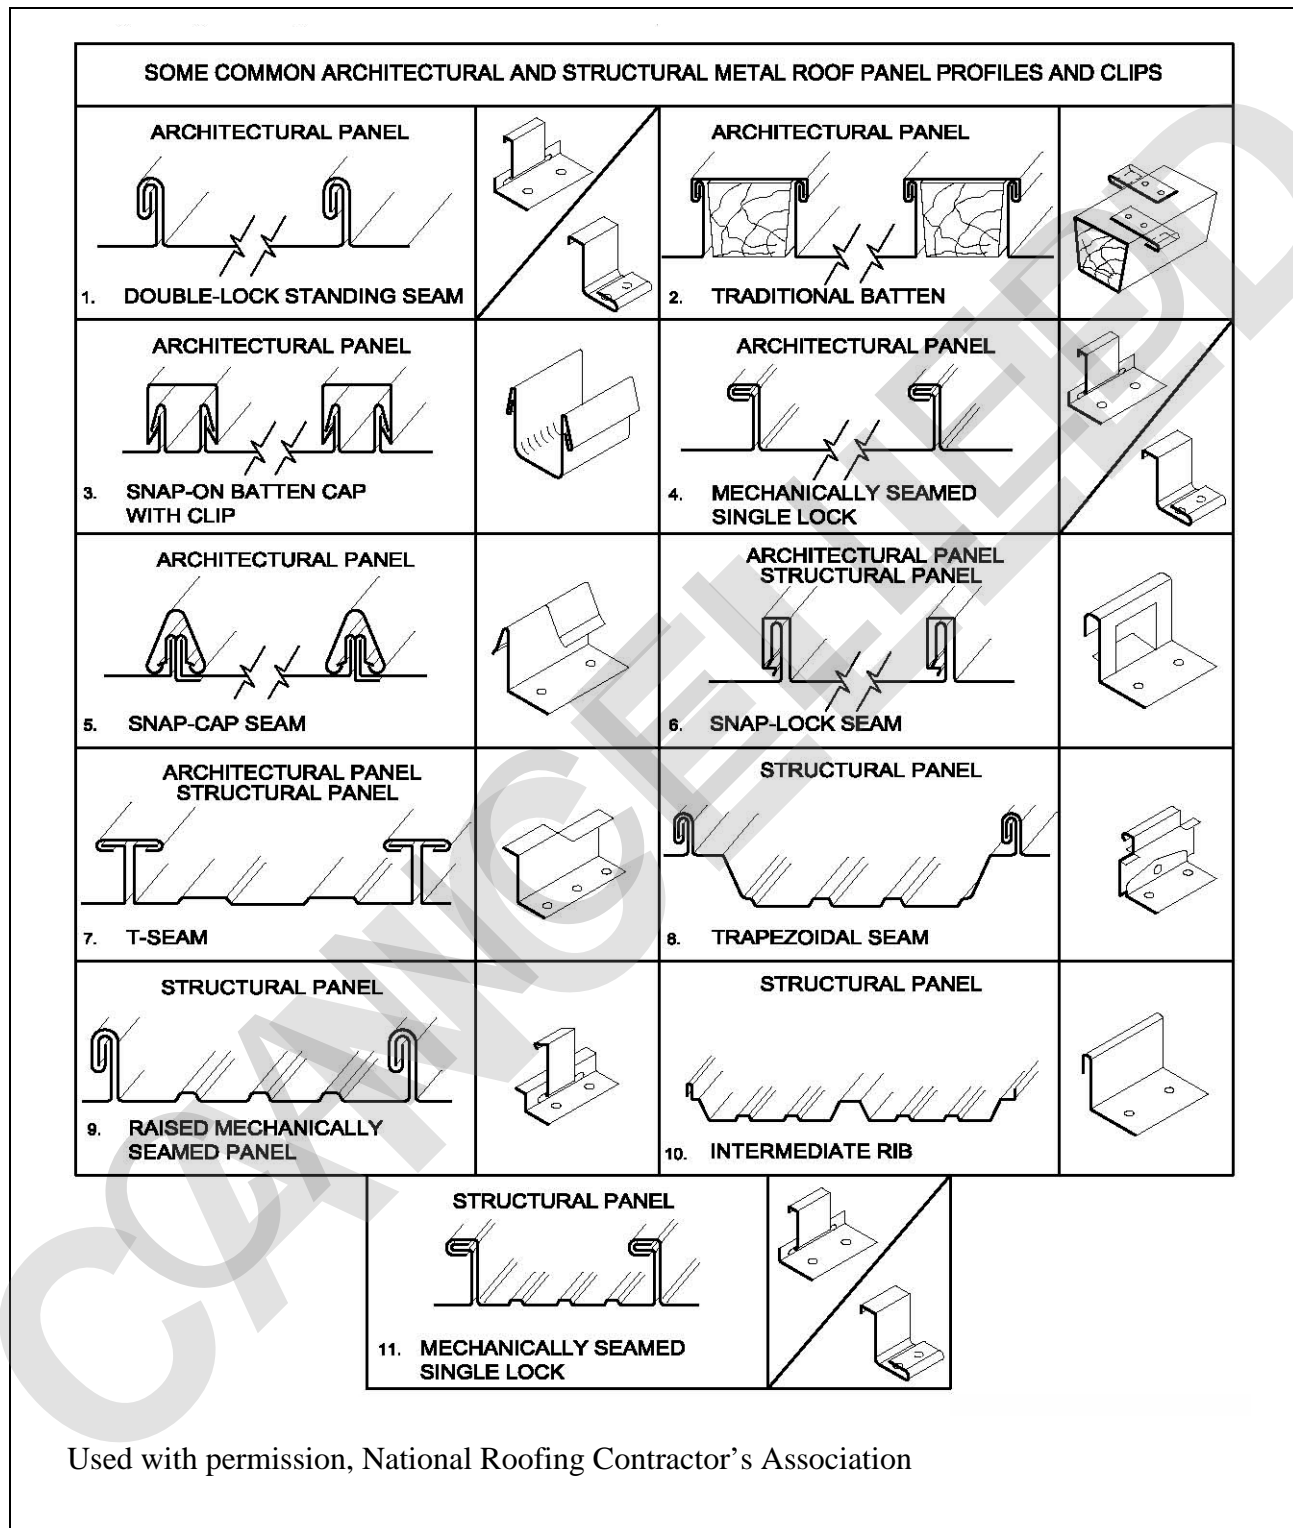 SOME COMMON ARCHITECTURAL AND STRUCTURAL METAL ROOF PANEL PROFILES AND CLIPS
ARCHITECTURAL PANEL
1. DOUBLE-LOCK STANDING SEAM
ARCHITECTURAL PANEL
2. TRADITIONAL BATTEN
ARCHITECTURAL PANEL
3. SNAP-ON BATTEN CAP
WITH CLIP
ARCHITECTURAL PANEL
4. MECHANICALLY SEAMED
SINGLE LOCK
ARCHITECTURAL PANEL
5. SNAP-CAP SEAM
ARCHITECTURAL PANEL
STRUCTURAL PANEL
6. SNAP-LOCK SEAM
ARCHITECTURAL PANEL
STRUCTURAL PANEL
7. T-SEAM
STRUCTURAL PANEL
8. TRAPEZOIDAL SEAM
STRUCTURAL PANEL
9. RAISED MECHANICALLY
SEAMED PANEL
STRUCTURAL PANEL
10. INTERMEDIATE RIB
STRUCTURAL PANEL
11. MECHANICALLY SEAMED
SINGLE LOCK
Used with permission, National Roofing Contractor's Association
CANCELLED